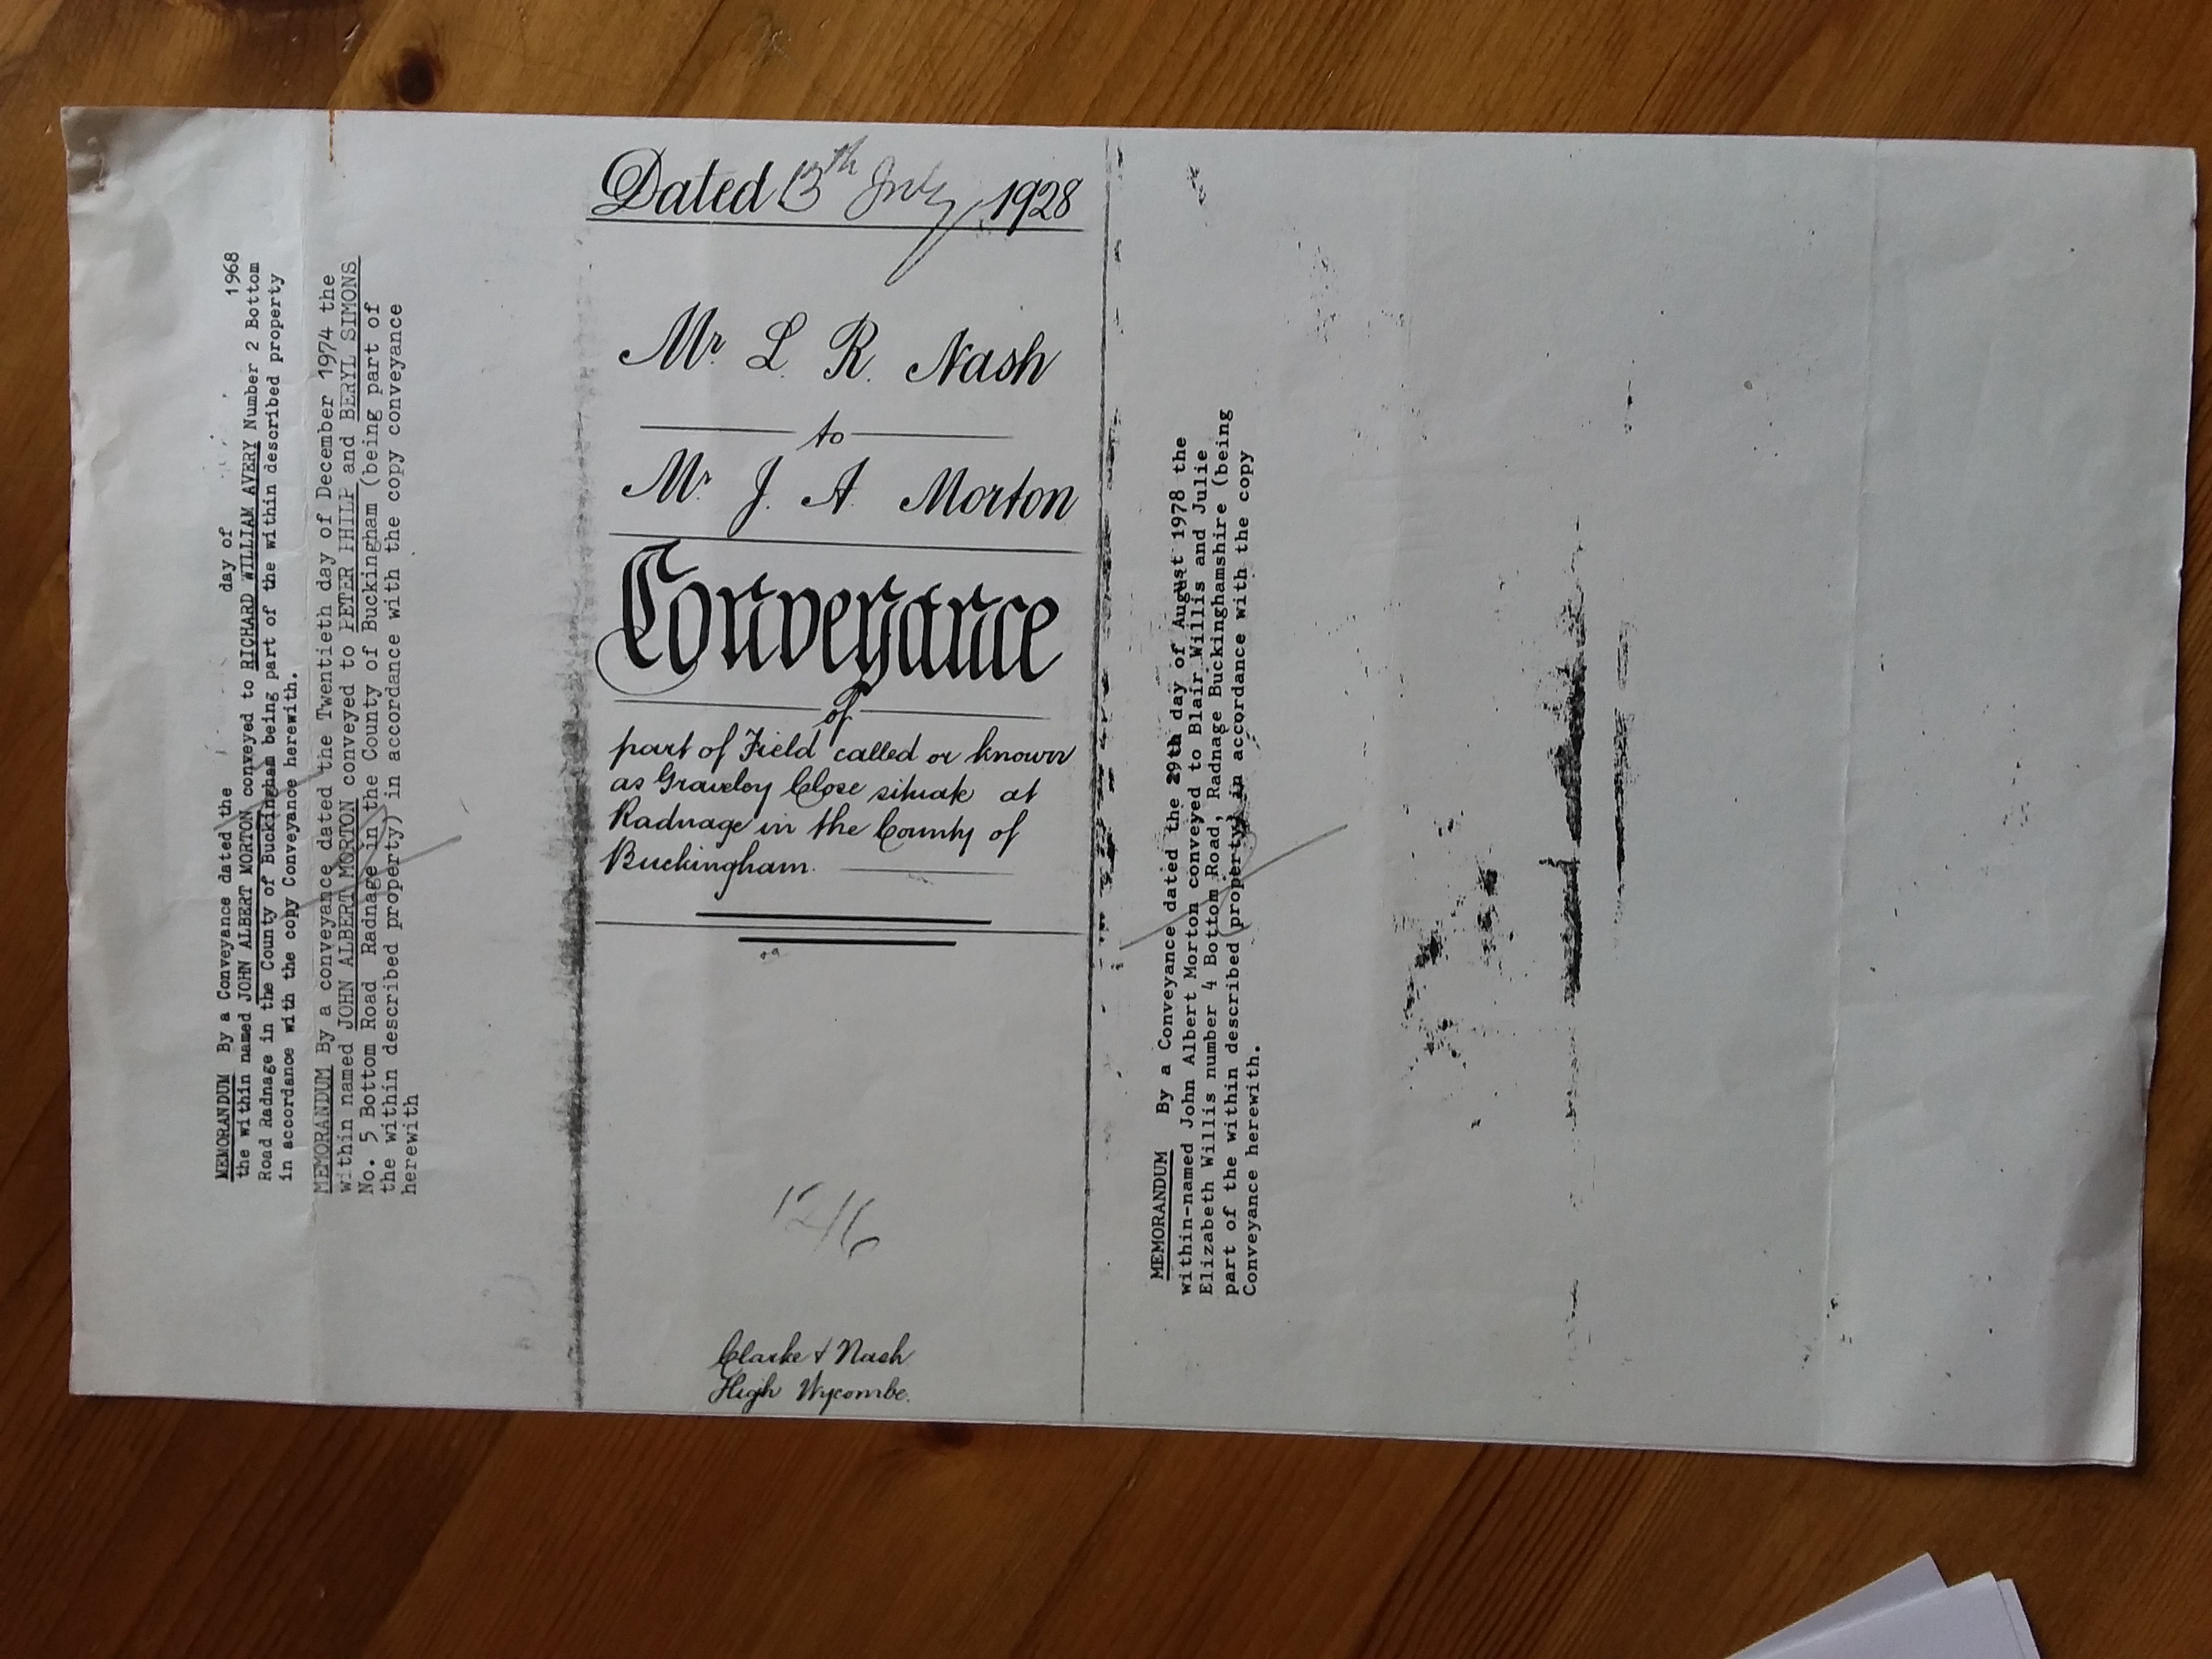 MEMORANDUM By a Conveyance dated the day of 1968
the within named JOHN ALBERT MORTON conveyed to RICHARD WILLIAM AVERY Number 2 Bottom
Road Radnage in the County of Buckingham being part of the within described property
in accordance with the copy Conveyance herewith.
MEMORANDUM By a conveyance dated the Twentieth day of December 1974 the
within named JOHN ALBERT MORTON conveyed to PETER PHILP and BERYL SIMONS
No. 5 Bottom Road Radnage in the County of Buckingham (being part of
the within described property) in accordance with the copy conveyance
herewith
Dated 13th July 1928
Mr L. R. Nash
to
Mr J. A. Morton
Conveyance
of
part of Field called or known
as Graveley Close situate at
Radnage in the County of
Buckingham
Clarke & Nash
High Wycombe.
MEMORANDUM By a Conveyance dated the 29th day of August 1978 the
within-named John Albert Morton conveyed to Blair Willis and Julie
Elizabeth Willis number 4 Bottom Road, Radnage Buckinghamshire (being
part of the within described property) in accordance with the copy
Conveyance herewith.